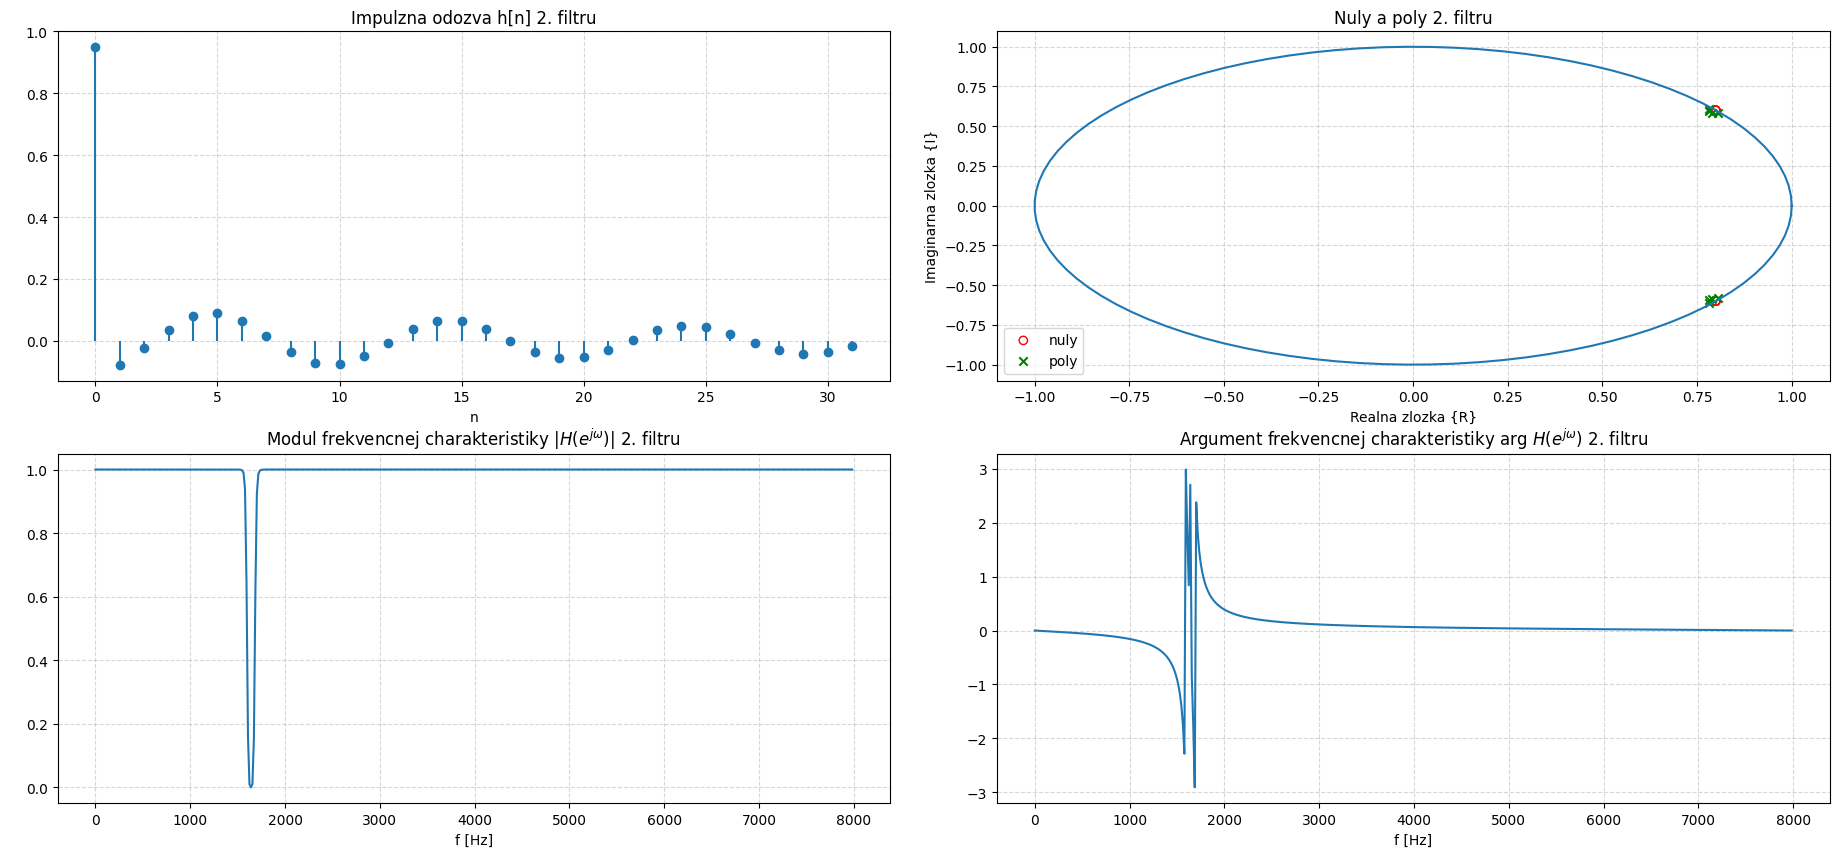 Impulzna odozva h[n] 2. filtru
1.0
0.8
0.6
0.4
0.2
0.0
0 5 10 15 20 25 30
n
Nuly a poly 2. filtru
Imaginarna zlozka {I}
1.00
0.75
0.50
0.25
0.00
−0.25
−0.50
−0.75
−1.00
nuly
poly
−1.00 −0.75 −0.50 −0.25 0.00 0.25 0.50 0.75 1.00
Realna zlozka {R}
Modul frekvencnej charakteristiky |H(e^{jω})| 2. filtru
1.0
0.8
0.6
0.4
0.2
0.0
0 1000 2000 3000 4000 5000 6000 7000 8000
f [Hz]
Argument frekvencnej charakteristiky arg H(e^{jω}) 2. filtru
3
2
1
0
−1
−2
−3
0 1000 2000 3000 4000 5000 6000 7000 8000
f [Hz]